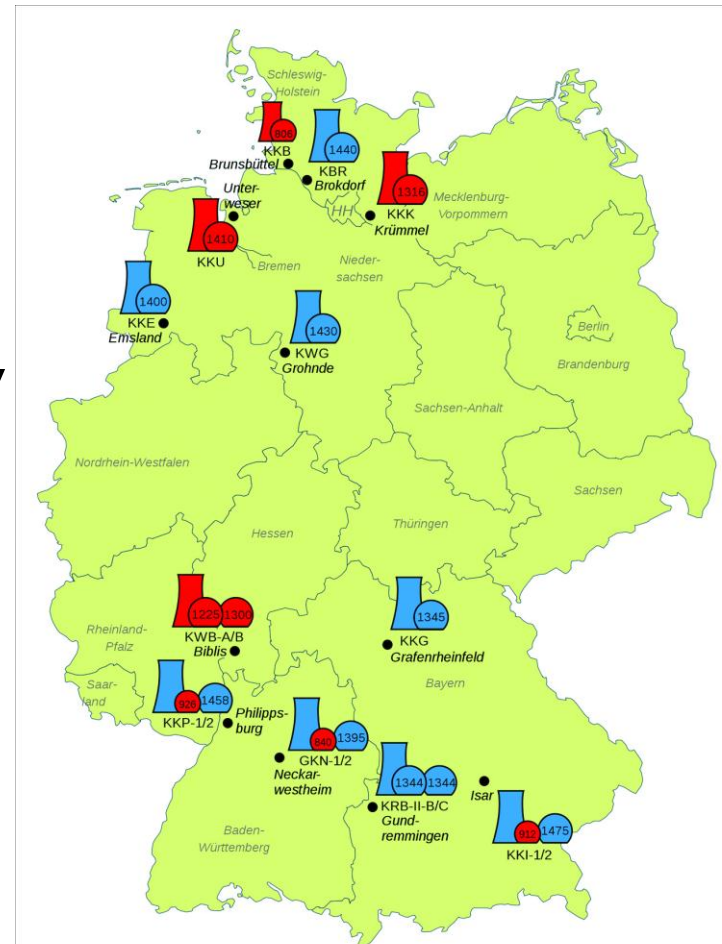 Schleswig-
Holstein
806
KKB
Brunsbüttel
1440
KBR
Brokdorf
1316
KKK
Krümmel
Mecklenburg-
Vorpommern
HH
Unter-
weser
1410
KKU
Bremen
Nieder-
sachsen
1400
KKE
Emsland
1430
KWG
Grohnde
Berlin
Brandenburg
Sachsen-Anhalt
Nordrhein-Westfalen
Sachsen
Hessen
Thüringen
1225 1300
KWB-A/B
Biblis
1345
KKG
Grafenrheinfeld
Rheinland-
Pfalz
Saar-
land
Bayern
926 1458
KKP-1/2
Philipps-
burg
840 1395
GKN-1/2
Neckar-
westheim
1344 1344
KRB-II-B/C
Gund-
remmingen
Isar
912 1475
KKI-1/2
Baden-
Württemberg